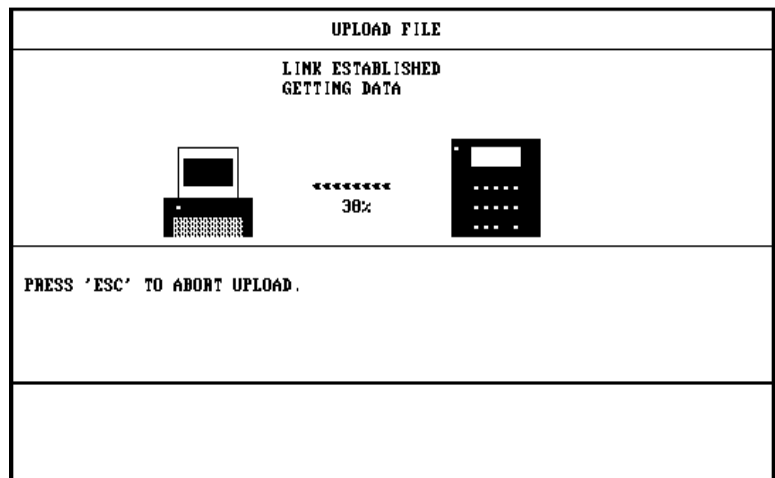 UPLOAD FILE
LINK ESTABLISHED
GETTING DATA
38%
PRESS 'ESC' TO ABORT UPLOAD.